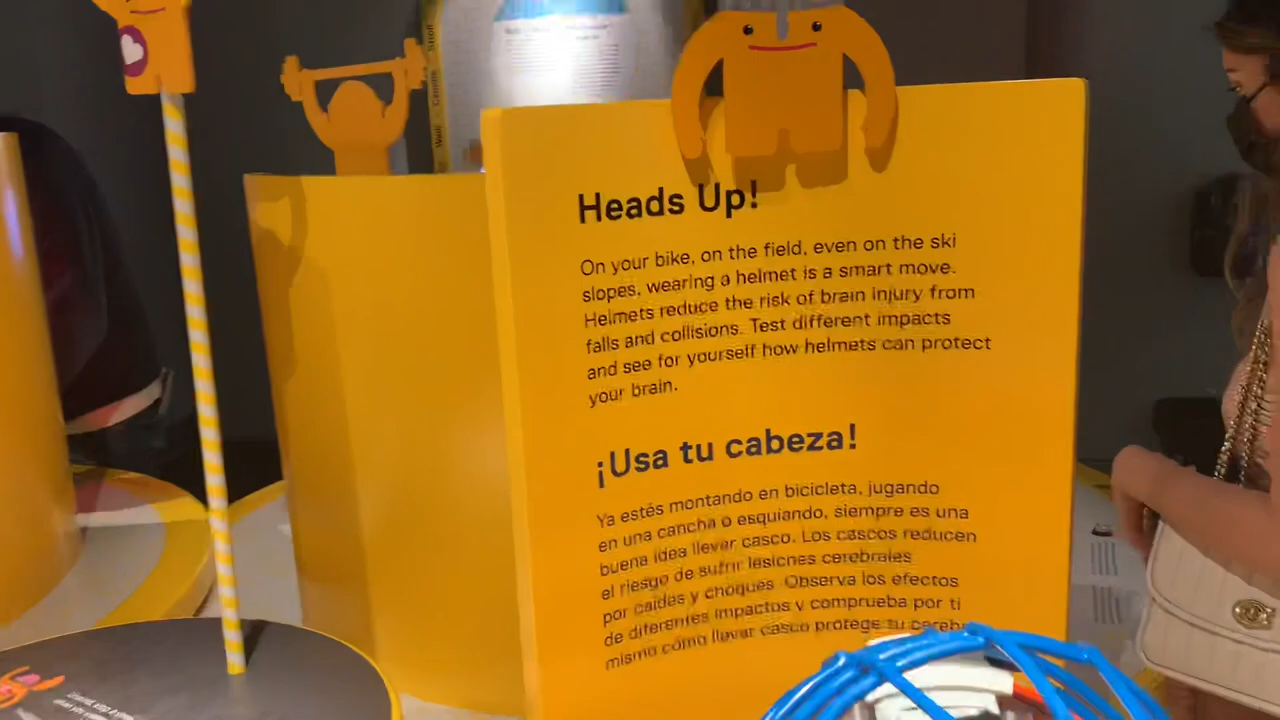 Heads Up!
On your bike, on the field, even on the ski
slopes, wearing a helmet is a smart move.
Helmets reduce the risk of brain injury from
falls and collisions. Test different impacts
and see for yourself how helmets can protect
your brain.
¡Usa tu cabeza!
Ya estés montando en bicicleta, jugando
en una cancha o esquiando, siempre es una
buena idea llevar casco. Los cascos reducen
el riesgo de sufrir lesiones cerebrales
por caídas y choques. Observa los efectos
de diferentes impactos y comprueba por ti
mismo cómo llevar casco protege tu